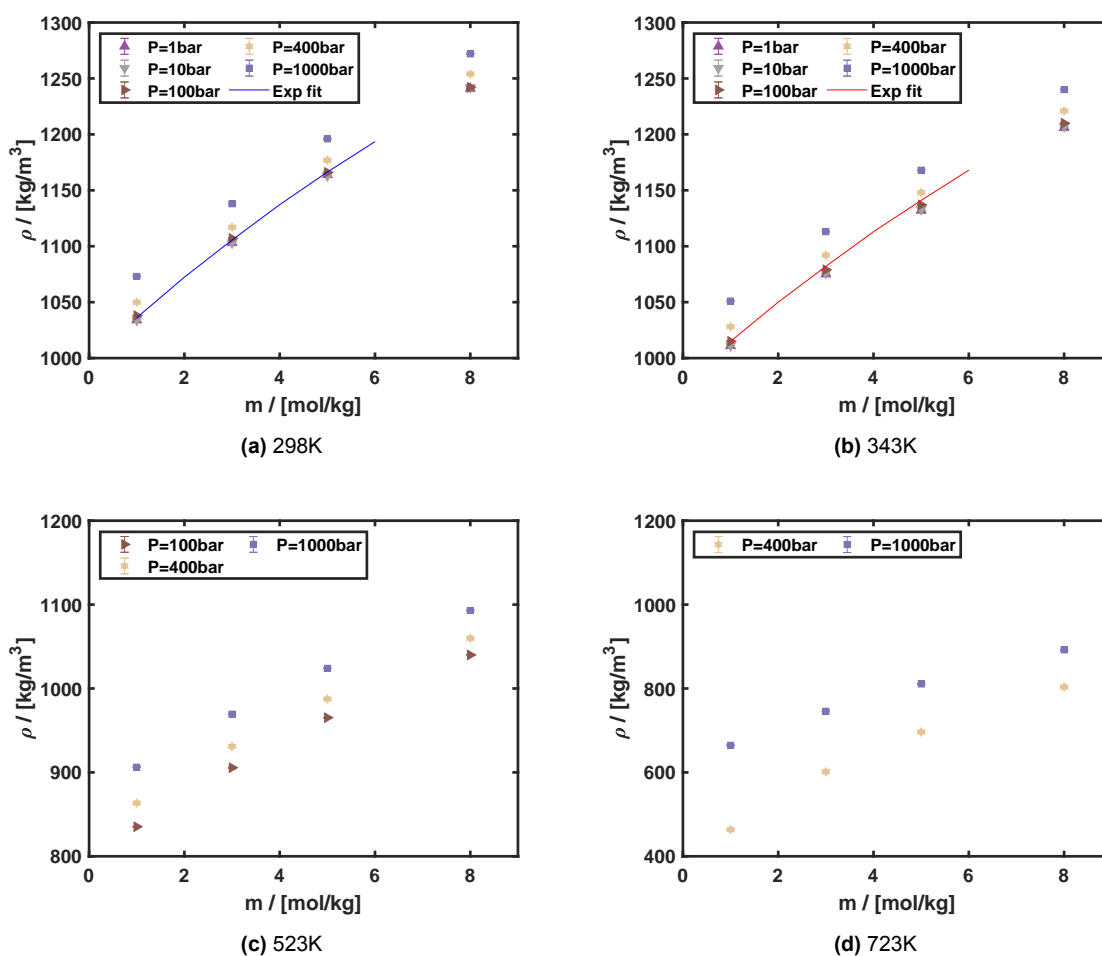 1300
1250
1200
1150
1100
1050
1000
0 2 4 6 8
ρ / [kg/m³]
m / [mol/kg]
P=1bar P=400bar
P=10bar P=1000bar
P=100bar Exp fit
(a) 298K
1300
1250
1200
1150
1100
1050
1000
0 2 4 6 8
ρ / [kg/m³]
m / [mol/kg]
P=1bar P=400bar
P=10bar P=1000bar
P=100bar Exp fit
(b) 343K
1200
1100
1000
900
800
0 2 4 6 8
ρ / [kg/m³]
m / [mol/kg]
P=100bar P=1000bar
P=400bar
(c) 523K
1200
1000
800
600
400
0 2 4 6 8
ρ / [kg/m³]
m / [mol/kg]
P=400bar P=1000bar
(d) 723K